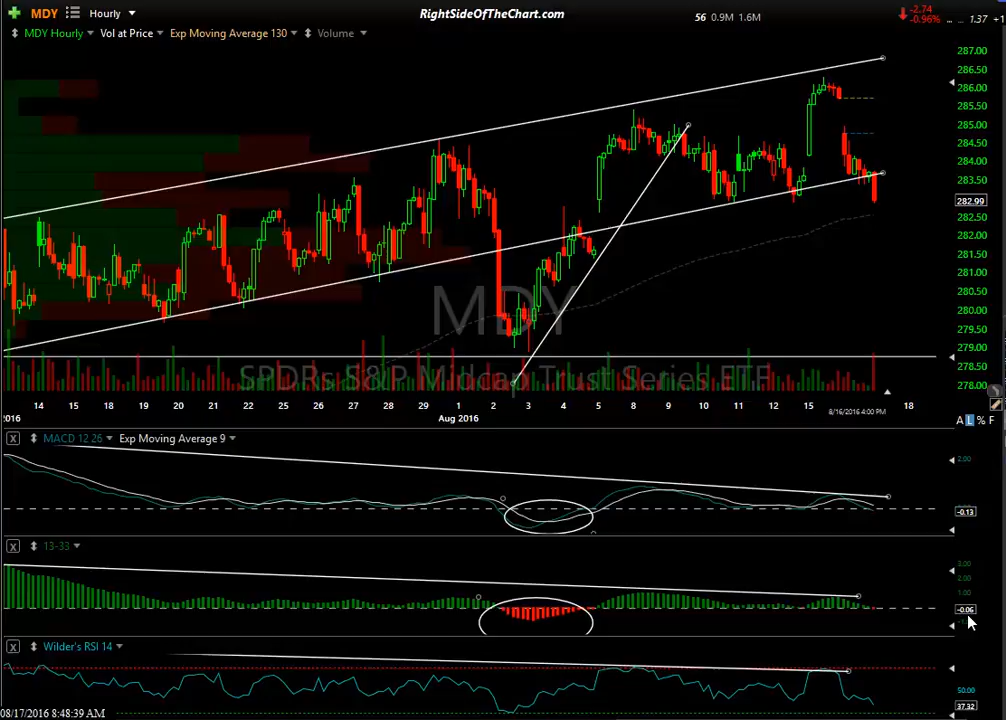 MDY Hourly RightSideOfTheChart.com 56 0.9M 1.6M -2.74 -0.96% ... 1.37 +1
MDY Hourly Vol at Price Exp Moving Average 130 Volume
287.00
286.50
286.00
285.50
285.00
284.50
284.00
283.50
282.99
282.50
282.00
281.50
281.00
280.50
280.00
279.50
279.00
278.50
278.00
MDY
SPDRs S&P Midcap Trust Series ETF
14 18 19 20 21 22 25 26 27 28 29 1 2 3 4 5 8 9 10 11 12 15 8/16/2016 4:00 PM 18
2016 Aug 2016
A L % F
X MACD 12 26 Exp Moving Average 9
2.00
-0.13
X 13-33
3.00
2.00
1.00
-0.06
X Wilder's RSI 14
50.00
37.32
08/17/2016 8:48:39 AM